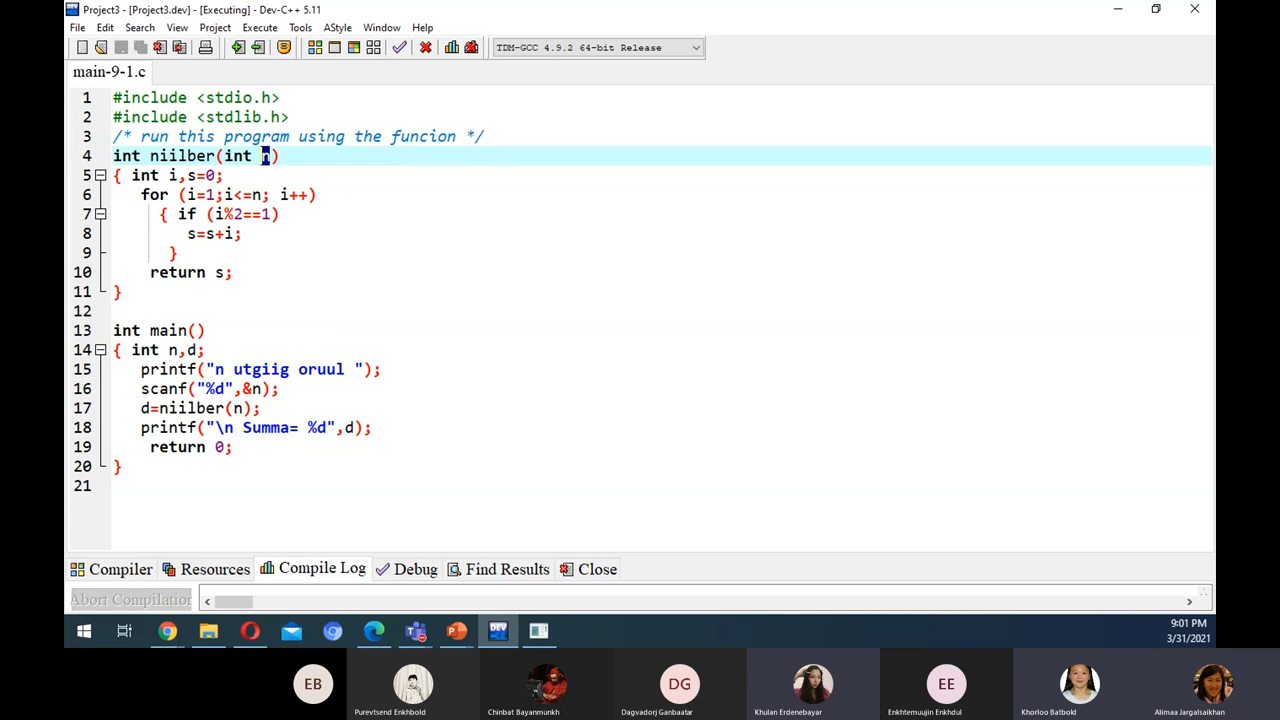 Project3 - [Project3.dev] - [Executing] - Dev-C++ 5.11
File Edit Search View Project Execute Tools AStyle Window Help
TDM-GCC 4.9.2 64-bit Release
main-9-1.c
1 #include <stdio.h>
2 #include <stdlib.h>
3 /* run this program using the funcion */
4 int niilber(int n)
5 { int i,s=0;
6 for (i=1;i<=n; i++)
7 { if (i%2==1)
8 s=s+i;
9 }
10 return s;
11 }
12
13 int main()
14 { int n,d;
15 printf("n utgiig oruul ");
16 scanf("%d",&n);
17 d=niilber(n);
18 printf("\n Summa= %d",d);
19 return 0;
20 }
21
Compiler Resources Compile Log Debug Find Results Close
Abort Compilation
9:01 PM
3/31/2021
EB DG EE
Purevtsend Enkhbold Chinbat Bayanmunkh Dagvadorj Ganbaatar Khulan Erdenebayar Enkhtemuujin Enkhdul Khorloo Batbold Alimaa Jargalsaikhan